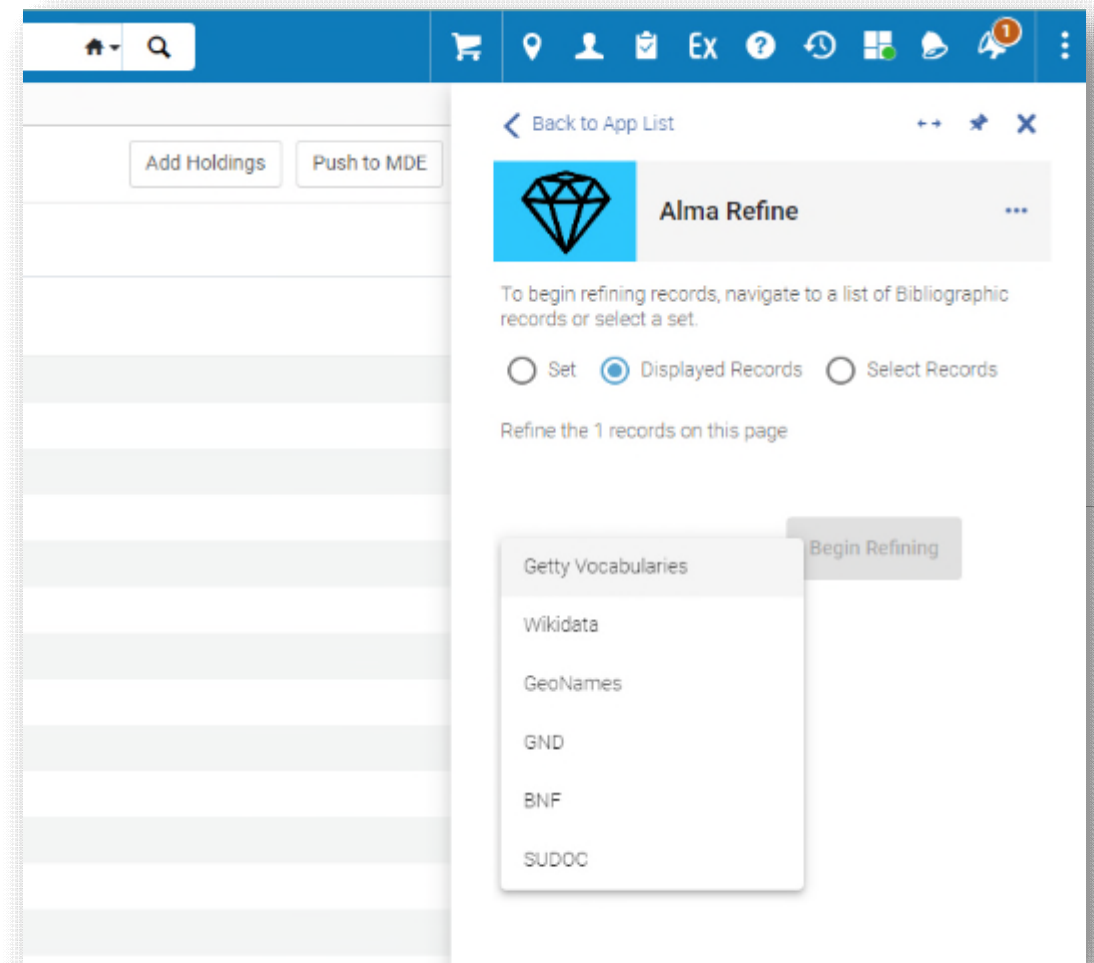 Ex
?
1
Back to App List
Add Holdings
Push to MDE
Alma Refine
To begin refining records, navigate to a list of Bibliographic
records or select a set.
Set
Displayed Records
Select Records
Refine the 1 records on this page
Begin Refining
Getty Vocabularies
Wikidata
GeoNames
GND
BNF
SUDOC